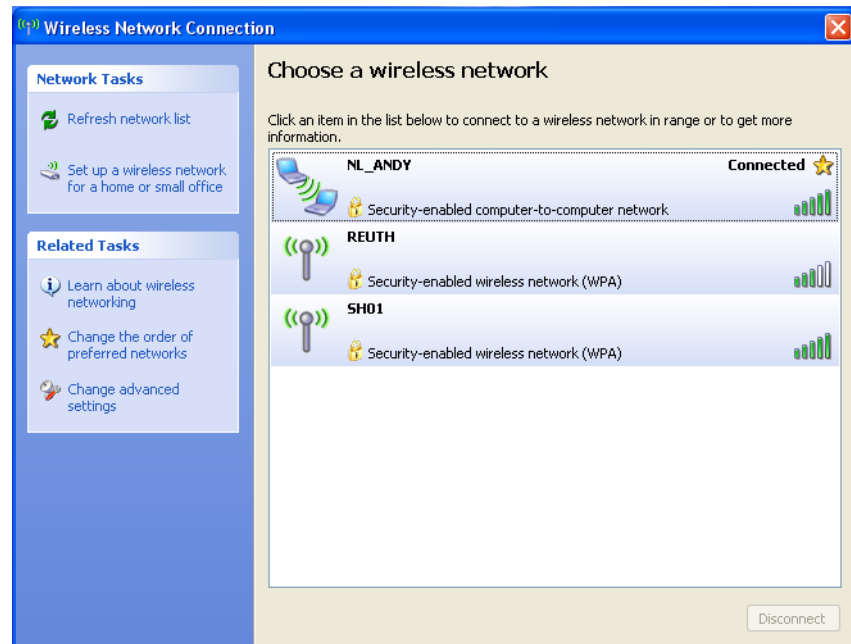 Wireless Network Connection
Network Tasks
Refresh network list
Set up a wireless network
for a home or small office
Related Tasks
Learn about wireless
networking
Change the order of
preferred networks
Change advanced
settings
Choose a wireless network
Click an item in the list below to connect to a wireless network in range or to get more
information.
NL_ANDY Connected
Security-enabled computer-to-computer network
REUTH
Security-enabled wireless network (WPA)
SH01
Security-enabled wireless network (WPA)
Disconnect